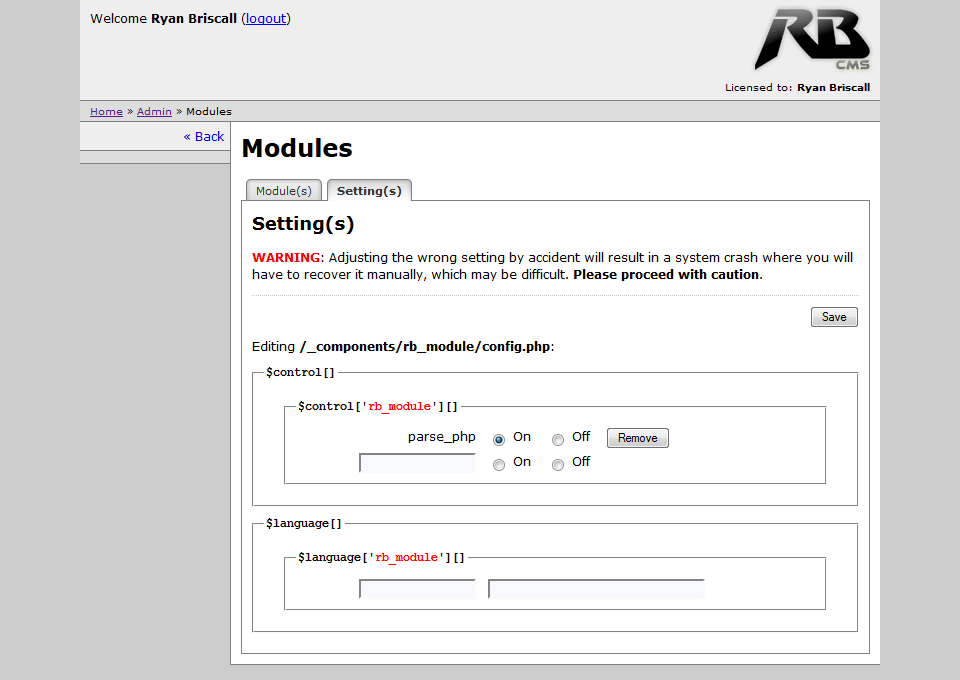 Welcome Ryan Briscall (logout)
RB
CMS
Licensed to: Ryan Briscall
Home » Admin » Modules
« Back
Modules
Module(s) Setting(s)
Setting(s)
WARNING: Adjusting the wrong setting by accident will result in a system crash where you will
have to recover it manually, which may be difficult. Please proceed with caution.
Save
Editing /_components/rb_module/config.php:
$control[]
$control['rb_module'][]
parse_php On Off Remove
On Off
$language[]
$language['rb_module'][]